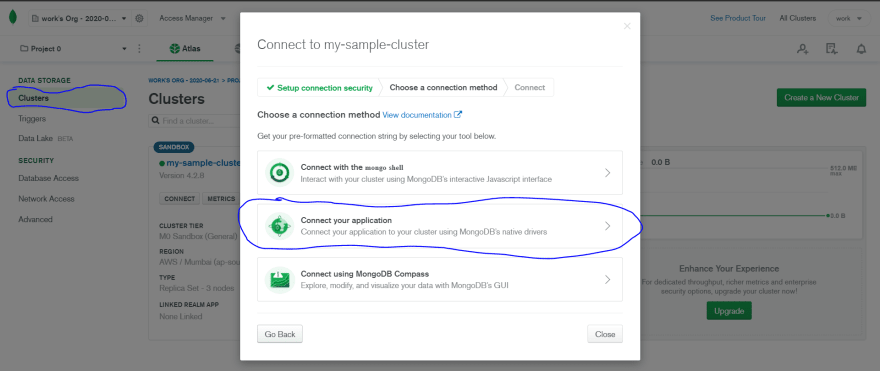 work's Org - 2020-0...
Access Manager
See Product Tour
All Clusters
work
Project 0
Atlas
DATA STORAGE
Clusters
Triggers
Data Lake BETA
SECURITY
Database Access
Network Access
Advanced
WORK'S ORG - 2020-06-21 > PROJ
Clusters
Find a cluster...
Create a New Cluster
SANDBOX
my-sample-cluste
Version 4.2.8
CONNECT
METRICS
CLUSTER TIER
M0 Sandbox (General)
REGION
AWS / Mumbai (ap-sou
TYPE
Replica Set - 3 nodes
LINKED REALM APP
None Linked
Connect to my-sample-cluster
Setup connection security
Choose a connection method
Connect
Choose a connection method View documentation
Get your pre-formatted connection string by selecting your tool below.
Connect with the mongo shell
Interact with your cluster using MongoDB's interactive Javascript interface
Connect your application
Connect your application to your cluster using MongoDB's native drivers
Connect using MongoDB Compass
Explore, modify, and visualize your data with MongoDB's GUI
Go Back
Close
0.0 B
512.0 MB
max
0.0 B
Enhance Your Experience
For dedicated throughput, richer metrics and enterprise
security options, upgrade your cluster now!
Upgrade